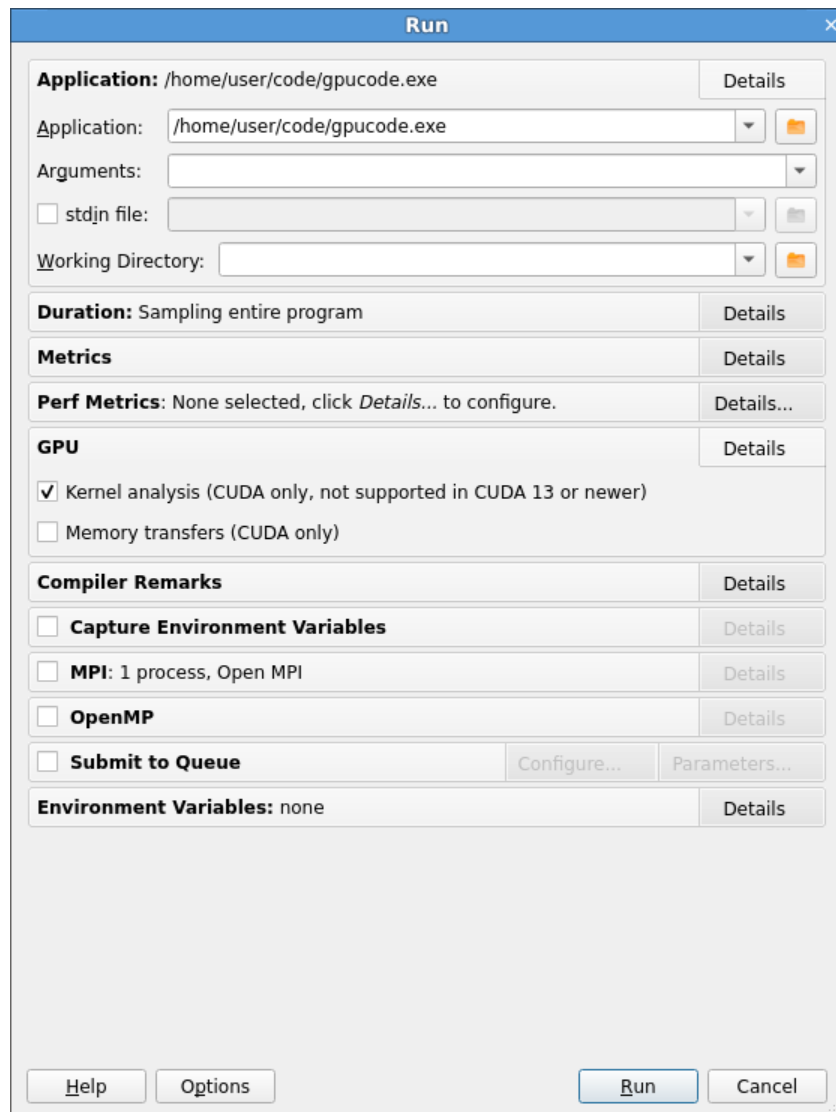 Run
Application: /home/user/code/gpucode.exe Details
Application: /home/user/code/gpucode.exe
Arguments:
stdin file:
Working Directory:
Duration: Sampling entire program Details
Metrics Details
Perf Metrics: None selected, click Details... to configure. Details...
GPU Details
Kernel analysis (CUDA only, not supported in CUDA 13 or newer)
Memory transfers (CUDA only)
Compiler Remarks Details
Capture Environment Variables Details
MPI: 1 process, Open MPI Details
OpenMP Details
Submit to Queue Configure... Parameters...
Environment Variables: none Details
Help Options Run Cancel